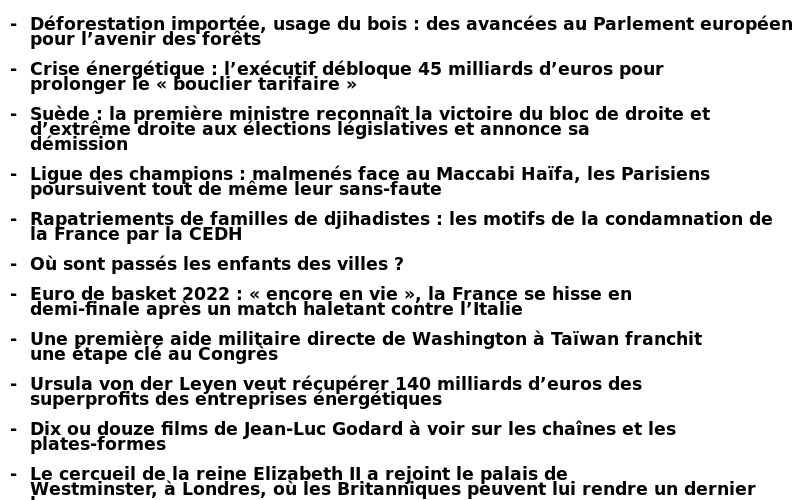 - Déforestation importée, usage du bois : des avancées au Parlement européen
pour l’avenir des forêts
- Crise énergétique : l’exécutif débloque 45 milliards d’euros pour
prolonger le « bouclier tarifaire »
- Suède : la première ministre reconnaît la victoire du bloc de droite et
d’extrême droite aux élections législatives et annonce sa
démission
- Ligue des champions : malmenés face au Maccabi Haïfa, les Parisiens
poursuivent tout de même leur sans-faute
- Rapatriements de familles de djihadistes : les motifs de la condamnation de
la France par la CEDH
- Où sont passés les enfants des villes ?
- Euro de basket 2022 : « encore en vie », la France se hisse en
demi-finale après un match haletant contre l’Italie
- Une première aide militaire directe de Washington à Taïwan franchit
une étape clé au Congrès
- Ursula von der Leyen veut récupérer 140 milliards d’euros des
superprofits des entreprises énergétiques
- Dix ou douze films de Jean-Luc Godard à voir sur les chaînes et les
plates-formes
- Le cercueil de la reine Elizabeth II a rejoint le palais de
Westminster, à Londres, où les Britanniques peuvent lui rendre un dernier